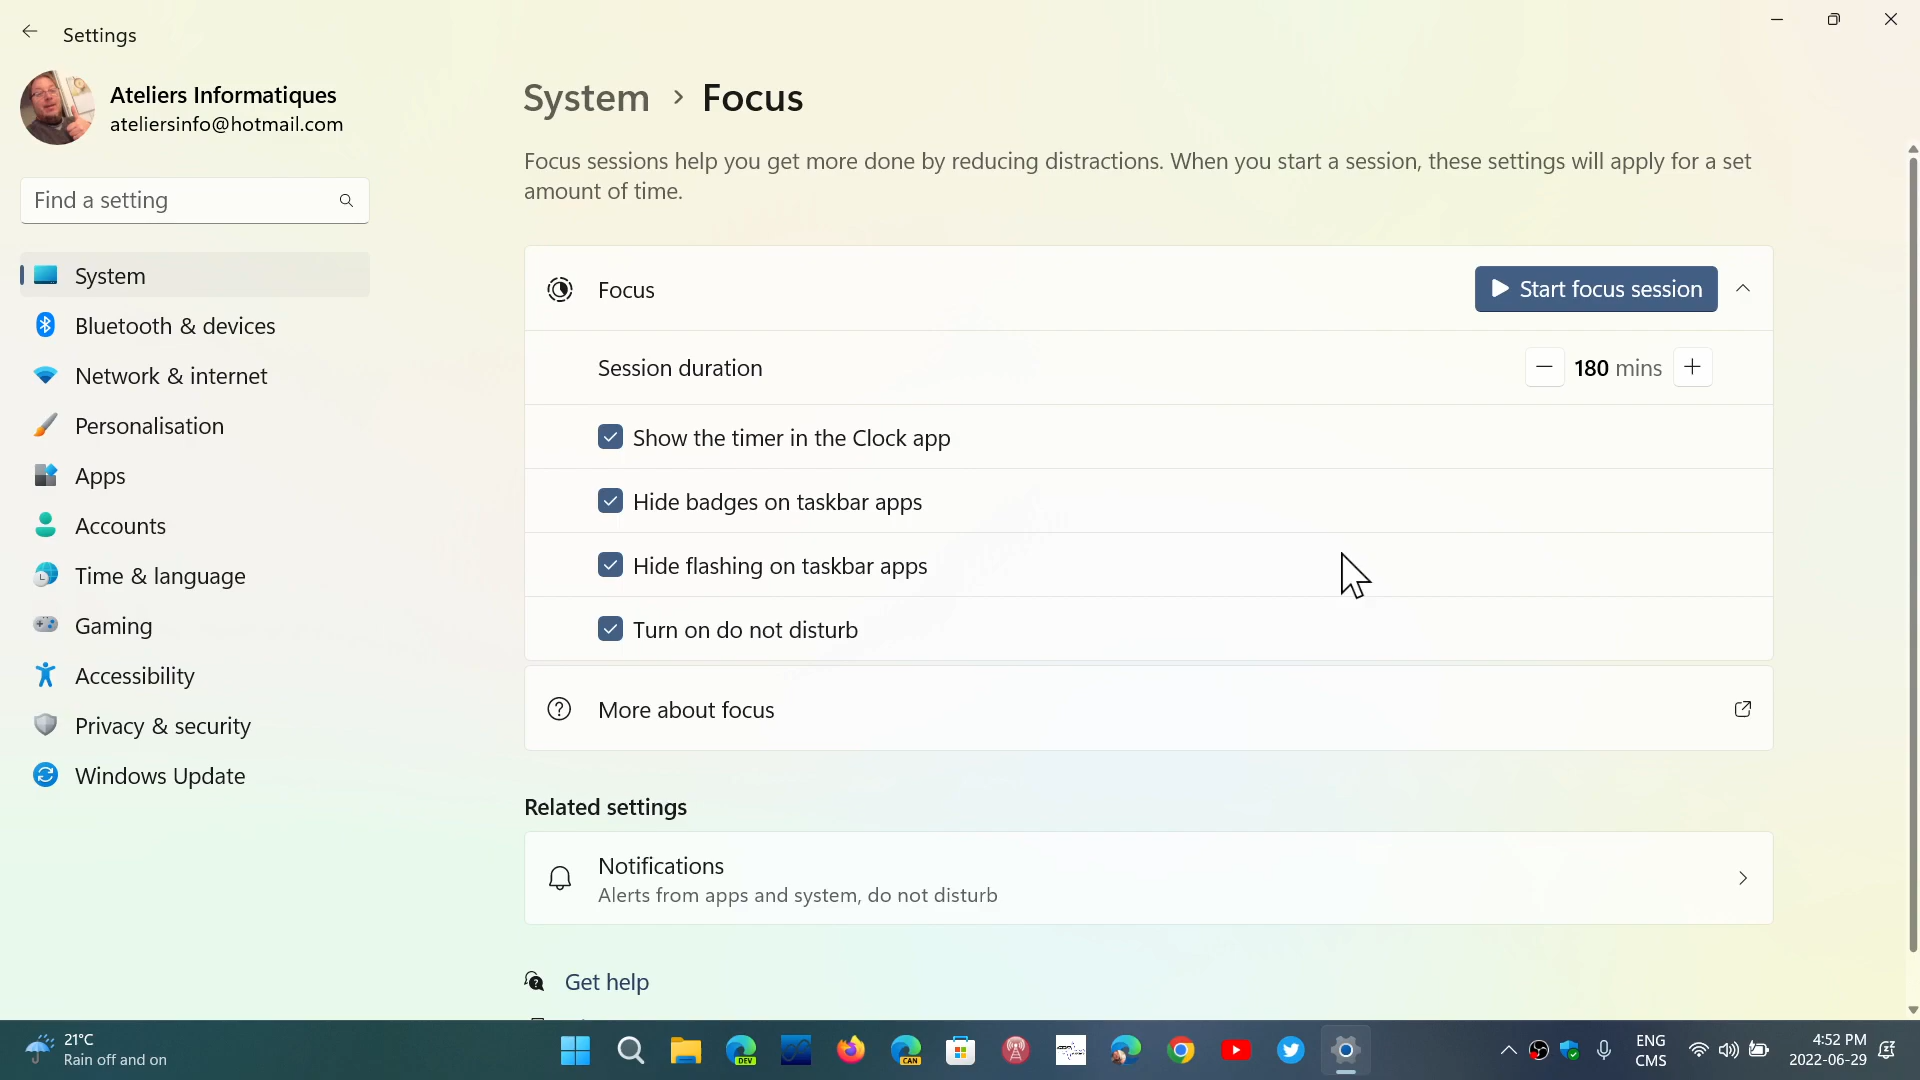 Settings
Ateliers Informatiques
ateliersinfo@hotmail.com
Find a setting
System
Bluetooth & devices
Network & internet
Personalisation
Apps
Accounts
Time & language
Gaming
Accessibility
Privacy & security
Windows Update
System > Focus
Focus sessions help you get more done by reducing distractions. When you start a session, these settings will apply for a set
amount of time.
Focus
Start focus session
Session duration
180 mins
Show the timer in the Clock app
Hide badges on taskbar apps
Hide flashing on taskbar apps
Turn on do not disturb
More about focus
Related settings
Notifications
Alerts from apps and system, do not disturb
Get help
21°C
Rain off and on
DEV
CAN
ENG
CMS
4:52 PM
2022-06-29